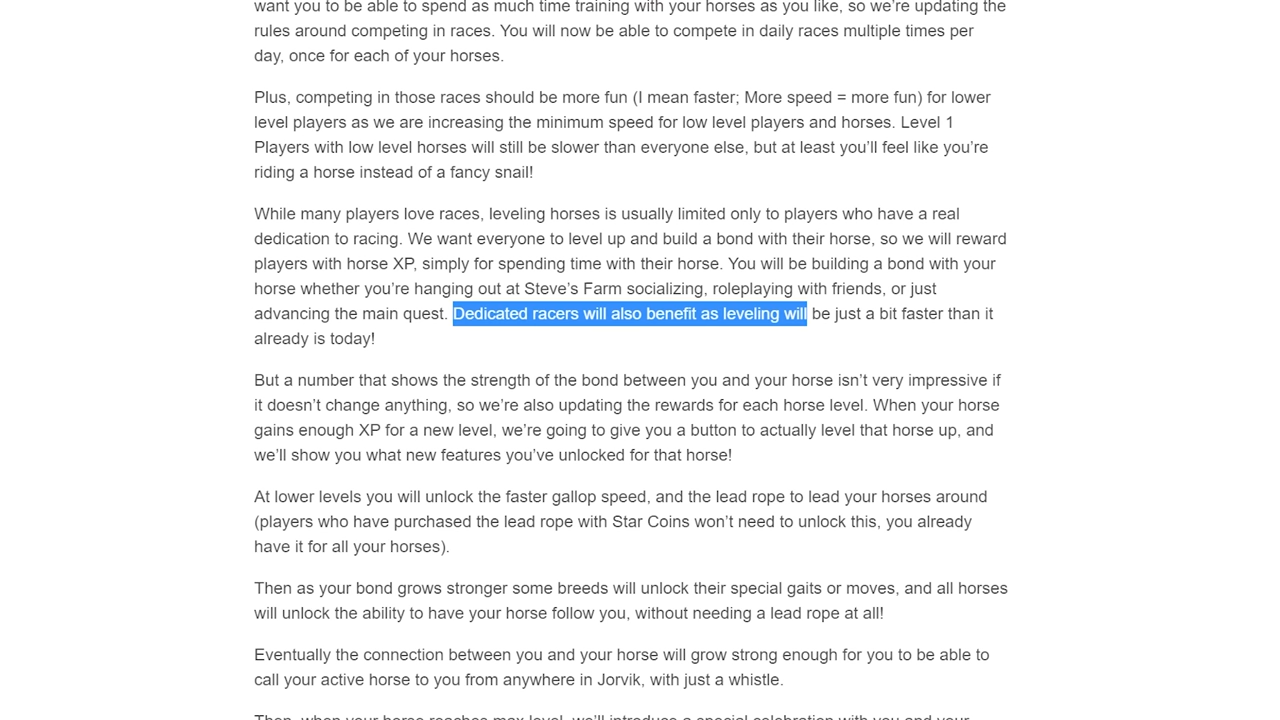 want you to be able to spend as much time training with your horses as you like, so we’re updating the
rules around competing in races. You will now be able to compete in daily races multiple times per
day, once for each of your horses.
Plus, competing in those races should be more fun (I mean faster; More speed = more fun) for lower
level players as we are increasing the minimum speed for low level players and horses. Level 1
Players with low level horses will still be slower than everyone else, but at least you’ll feel like you’re
riding a horse instead of a fancy snail!
While many players love races, leveling horses is usually limited only to players who have a real
dedication to racing. We want everyone to level up and build a bond with their horse, so we will reward
players with horse XP, simply for spending time with their horse. You will be building a bond with your
horse whether you’re hanging out at Steve’s Farm socializing, roleplaying with friends, or just
advancing the main quest. Dedicated racers will also benefit as leveling will be just a bit faster than it
already is today!
But a number that shows the strength of the bond between you and your horse isn’t very impressive if
it doesn’t change anything, so we’re also updating the rewards for each horse level. When your horse
gains enough XP for a new level, we’re going to give you a button to actually level that horse up, and
we’ll show you what new features you’ve unlocked for that horse!
At lower levels you will unlock the faster gallop speed, and the lead rope to lead your horses around
(players who have purchased the lead rope with Star Coins won’t need to unlock this, you already
have it for all your horses).
Then as your bond grows stronger some breeds will unlock their special gaits or moves, and all horses
will unlock the ability to have your horse follow you, without needing a lead rope at all!
Eventually the connection between you and your horse will grow strong enough for you to be able to
call your active horse to you from anywhere in Jorvik, with just a whistle.
Then, when your horse reaches max level, we’ll introduce a special celebration with you and your